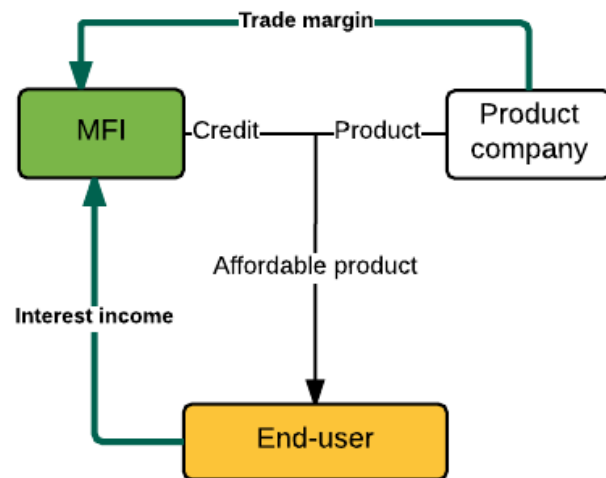 Trade margin
MFI
Credit
Product
Product
company
Affordable product
Interest income
End-user